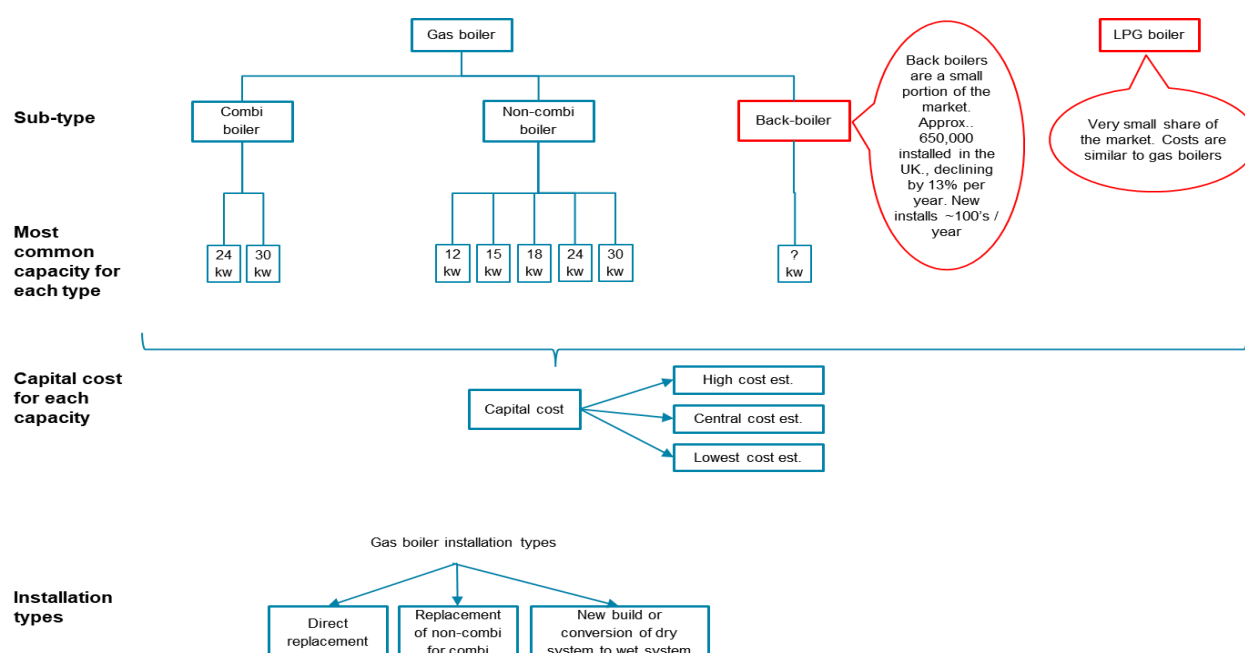 Gas boiler
LPG boiler
Back boilers
are a small
portion of the
market.
Approx..
650,000
installed in the
UK., declining
by 13% per
year. New
installs ~100's /
year
Very small share of
the market. Costs are
similar to gas boilers
Sub-type
Combi
boiler
Non-combi
boiler
Back-boiler
Most
common
capacity for
each type
24
kw
30
kw
12
kw
15
kw
18
kw
24
kw
30
kw
?
kw
Capital cost
for each
capacity
Capital cost
High cost est.
Central cost est.
Lowest cost est.
Gas boiler installation types
Installation
types
Direct
replacement
Replacement
of non-combi
for combi
New build or
conversion of dry
system to wet system